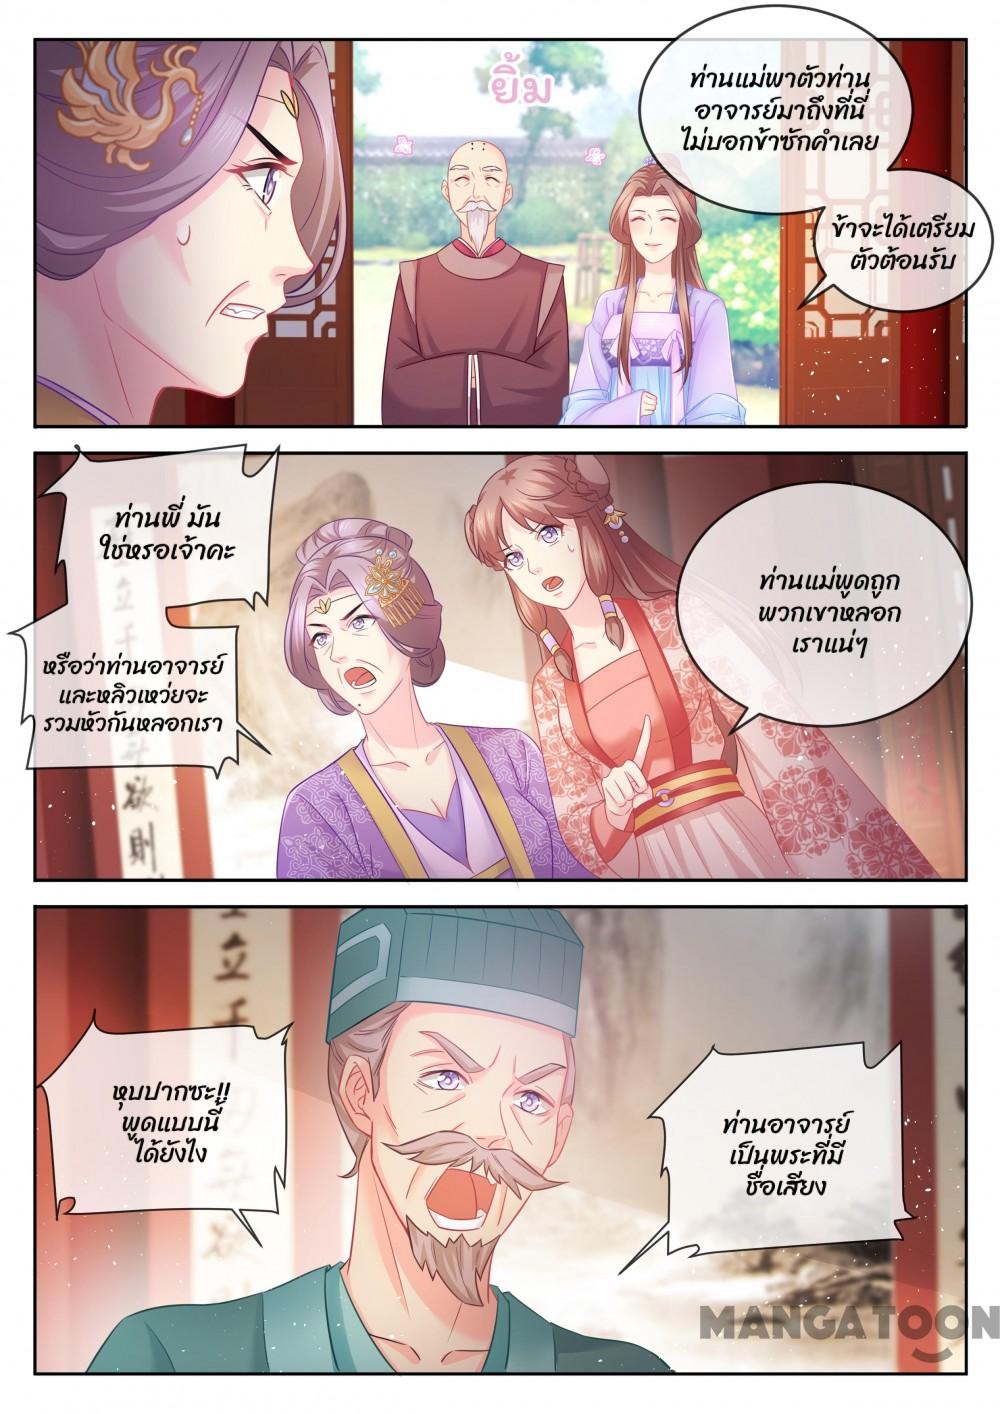 ยิ้ม
ท่านแม่พาตัวท่าน
อาจารย์มาถึงที่นี่
ไม่บอกข้าซักคำเลย
ข้าจะได้เตรียม
ตัวต้อนรับ
ท่านพี่ มัน
ใช่หรอเจ้าคะ
หรือว่าท่านอาจารย์
และหลิวเหว่ยจะ
รวมหัวกันหลอกเรา
ท่านแม่พูดถูก
พวกเขาหลอก
เราแน่ๆ
立
千
欲
則
หุบปากซะ!!
พูดแบบนี้
ได้ยังไง
ท่านอาจารย์
เป็นพระที่มี
ชื่อเสียง
立
千
MANGATOON